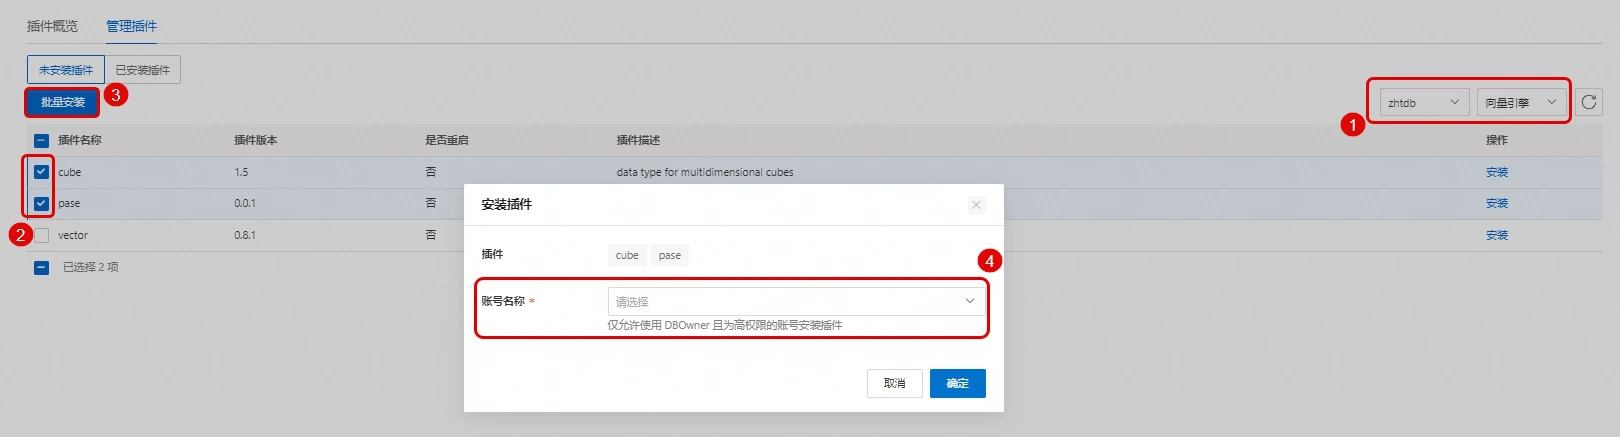 插件概览 管理插件
未安装插件 已安装插件
批量安装 3 zhtdb 向量引擎
1
插件名称 插件版本 是否重启 插件描述 操作
cube 1.5 否 data type for multidimensional cubes 安装
pase 0.0.1 否 安装
2 vector 0.8.1 否 安装
已选择 2 项
安装插件
插件 cube pase
4
账号名称 * 请选择
仅允许使用 DBOwner 且为高权限的账号安装插件
取消 确定